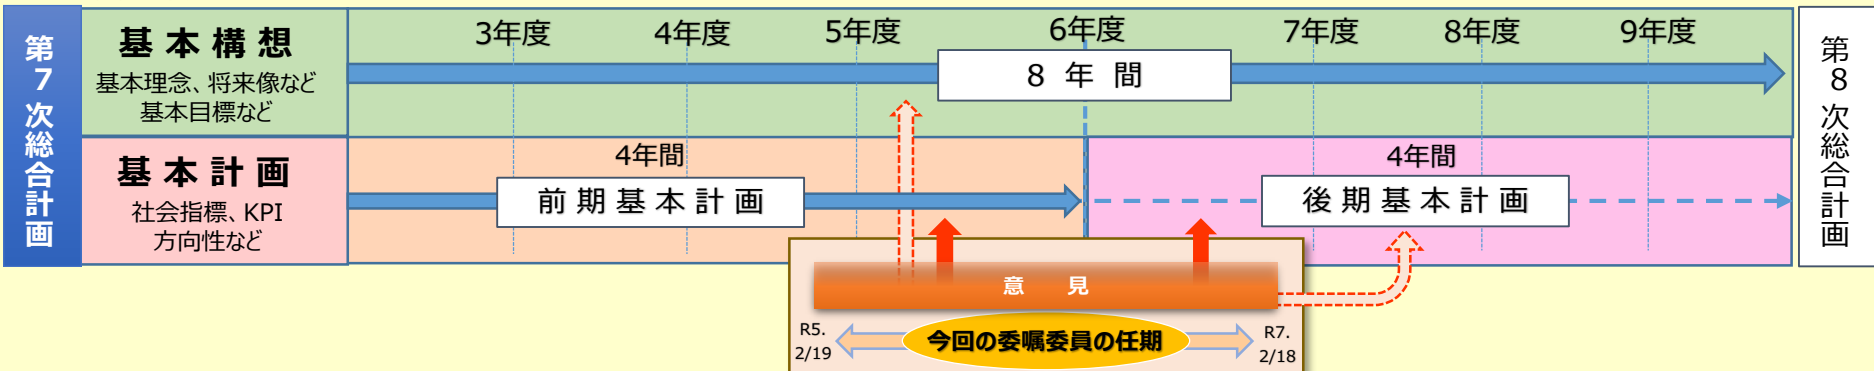 第7次総合計画
基本構想
基本理念、将来像など
基本目標など
3年度
4年度
5年度
6年度
7年度
8年度
9年度
8年間
基本計画
社会指標、KPI
方向性など
4年間
前期基本計画
4年間
後期基本計画
意見
R5.
2/19
今回の委嘱委員の任期
R7.
2/18
第8次総合計画